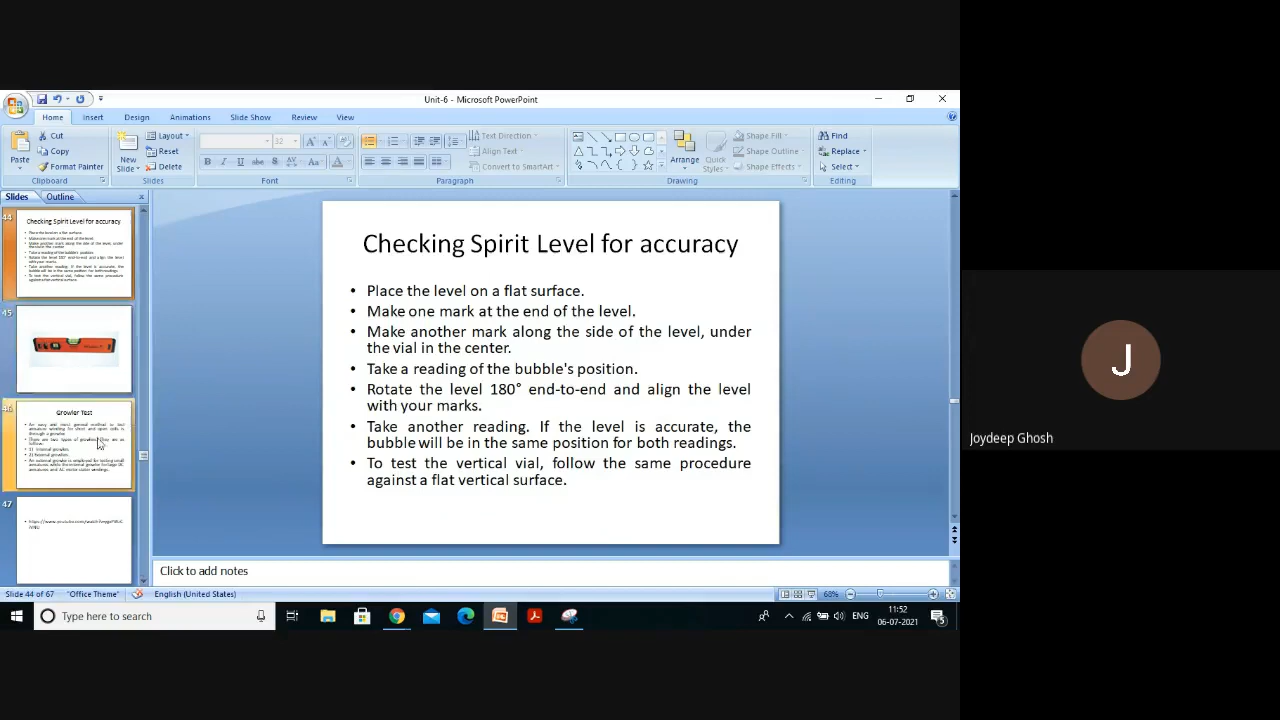 Unit-6 - Microsoft PowerPoint
Home Insert Design Animations Slide Show Review View
Paste
Cut
Copy
Format Painter
Clipboard
New Slide
Layout
Reset
Delete
Slides
32
Font
Text Direction
Align Text
Convert to SmartArt
Paragraph
Arrange
Quick Styles
Shape Fill
Shape Outline
Shape Effects
Drawing
Find
Replace
Select
Editing
Slides Outline
44
Checking Spirit Level for accuracy
45
46
Growler Test
47
Checking Spirit Level for accuracy
• Place the level on a flat surface.
• Make one mark at the end of the level.
• Make another mark along the side of the level, under
the vial in the center.
• Take a reading of the bubble's position.
• Rotate the level 180° end-to-end and align the level
with your marks.
• Take another reading. If the level is accurate, the
bubble will be in the same position for both readings.
• To test the vertical vial, follow the same procedure
against a flat vertical surface.
Click to add notes
Slide 44 of 67 "Office Theme" English (United States) 68%
Type here to search
ENG
11:52
06-07-2021
5
J
Joydeep Ghosh